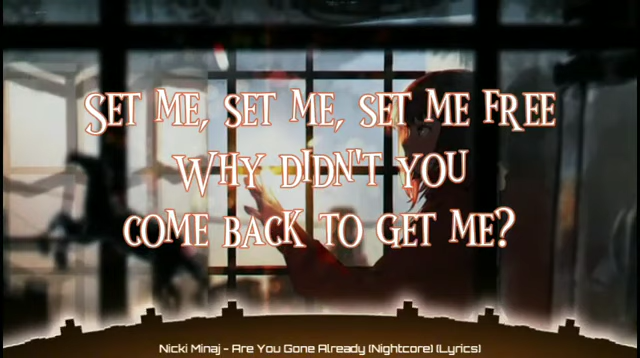 Set me, set me, set me free
Why didn't you
come back to get me?
Nicki Minaj - Are You Gone Already (Nightcore) (Lyrics)